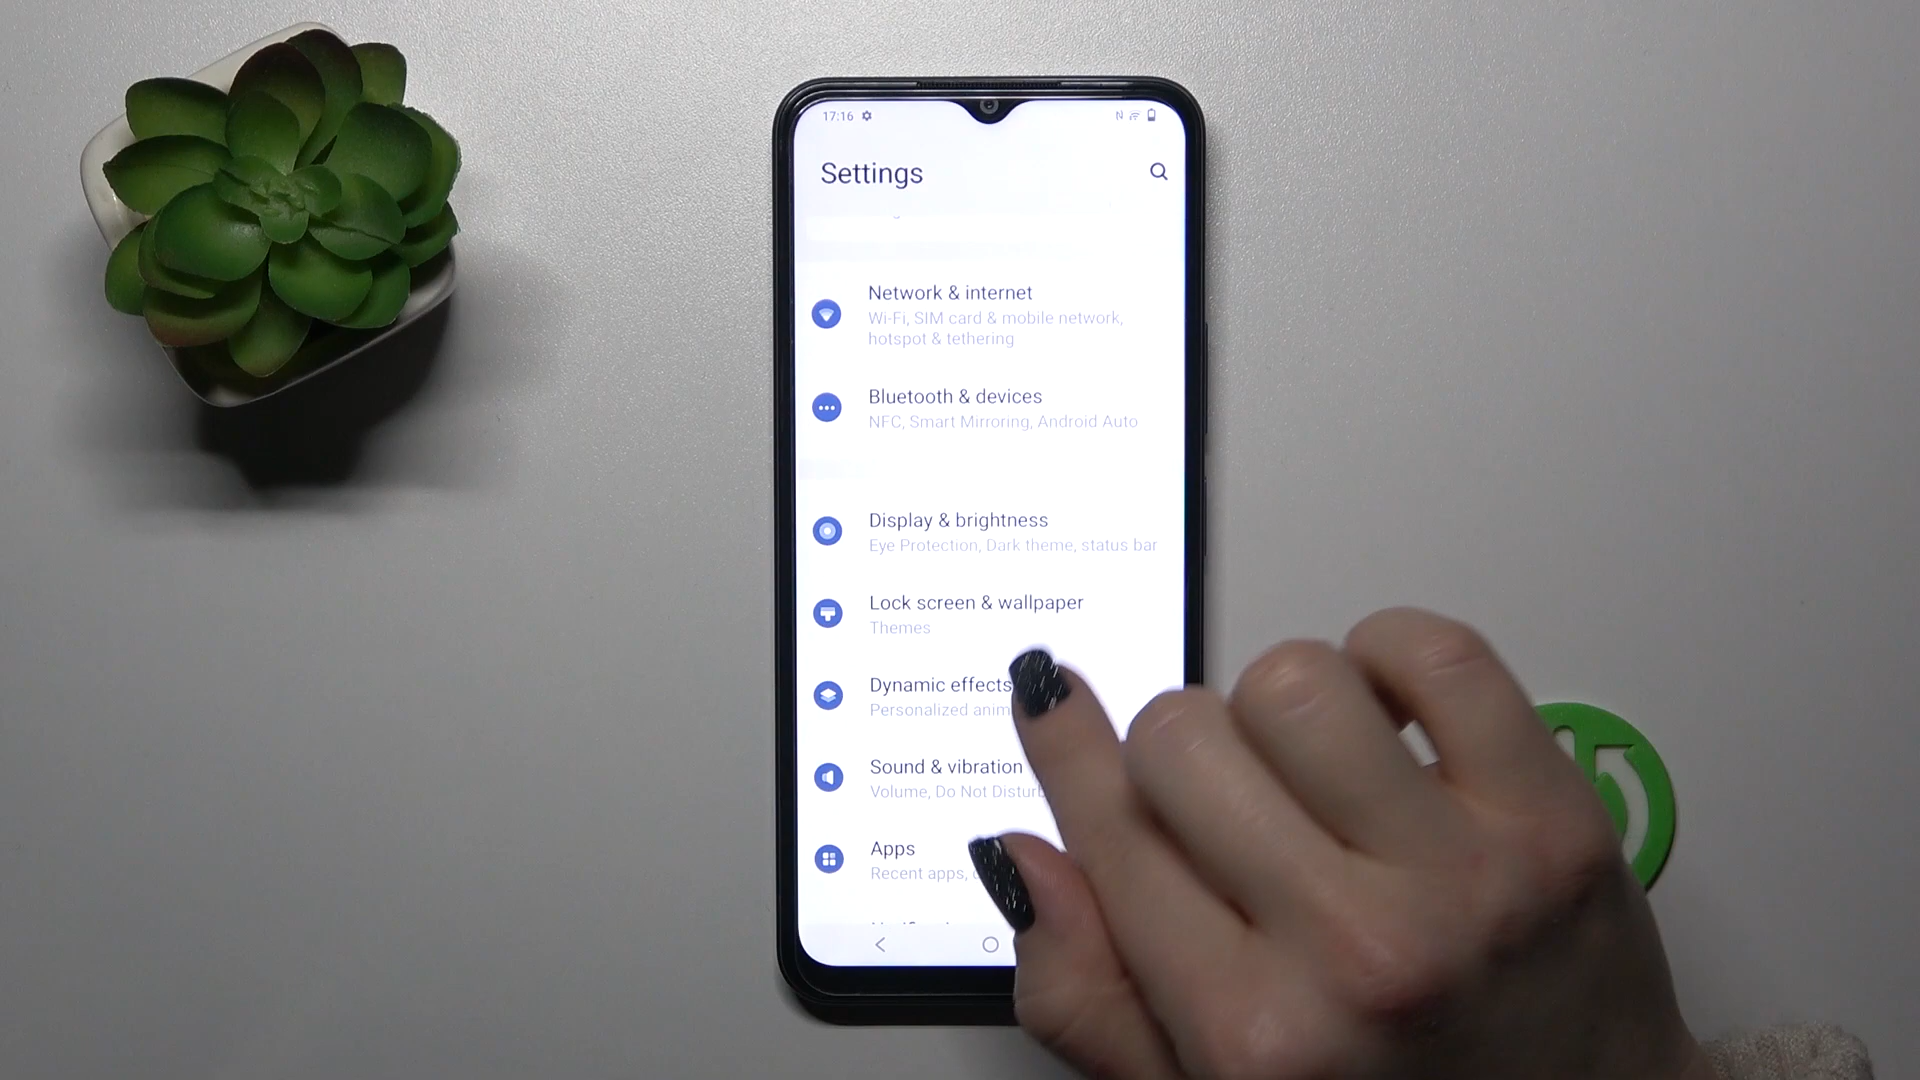 17:16
N
Settings
Network & internet
Wi-Fi, SIM card & mobile network,
hotspot & tethering
Bluetooth & devices
NFC, Smart Mirroring, Android Auto
Display & brightness
Eye Protection, Dark theme, status bar
Lock screen & wallpaper
Themes
Dynamic effects
Personalized
Sound & vibration
Volume, Do Not Disturb
Apps
Recent apps,